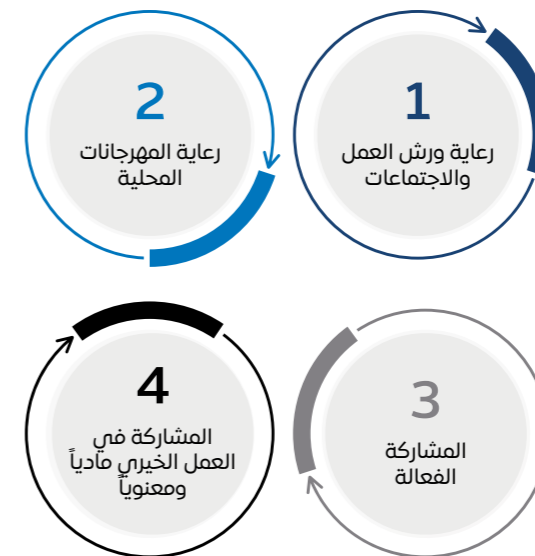 1
رعاية ورش العمل
والاجتماعات
2
رعاية المهرجانات
المحلية
3
المشاركة
الفعالة
4
المشاركة في
العمل الخيري مادياً
ومعنوياً